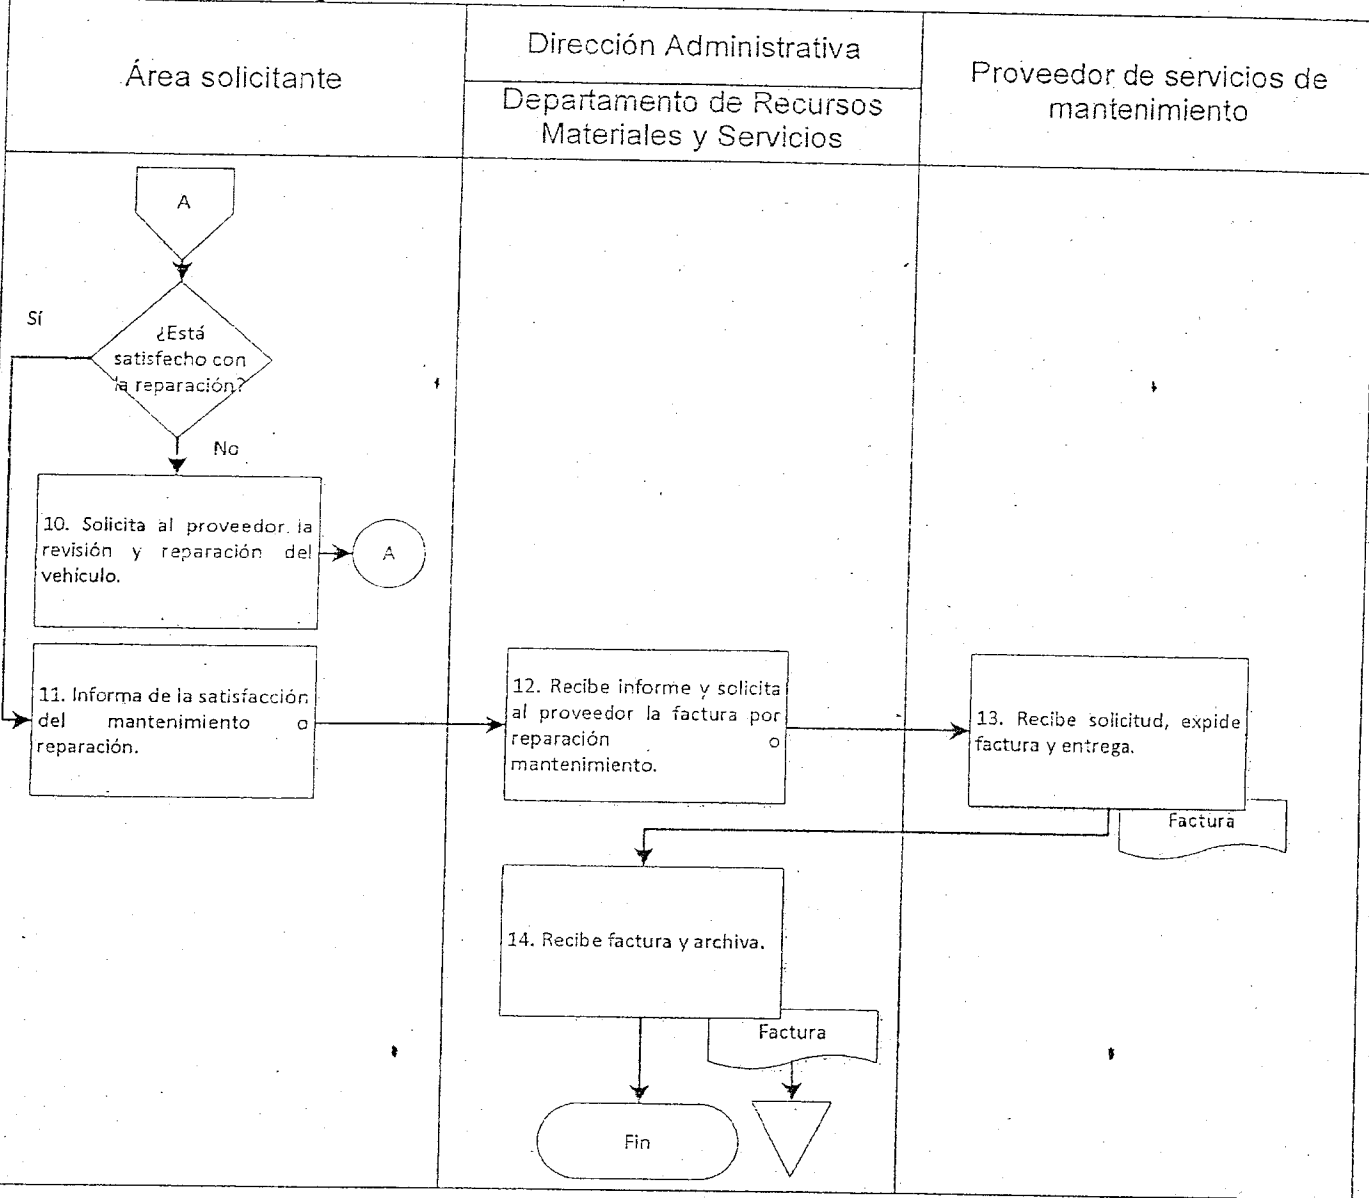 Área solicitante
Dirección Administrativa
Departamento de Recursos
Materiales y Servicios
Proveedor de servicios de
mantenimiento
A
Sí
¿Está
satisfecho con
la reparación?
No
10. Solicita al proveedor la
revisión y reparación del
vehículo.
A
11. Informa de la satisfacción
del mantenimiento o
reparación.
12. Recibe informe y solicita
al proveedor la factura por
reparación o
mantenimiento.
13. Recibe solicitud, expide
factura y entrega.
Factura
14. Recibe factura y archiva.
Factura
Fin